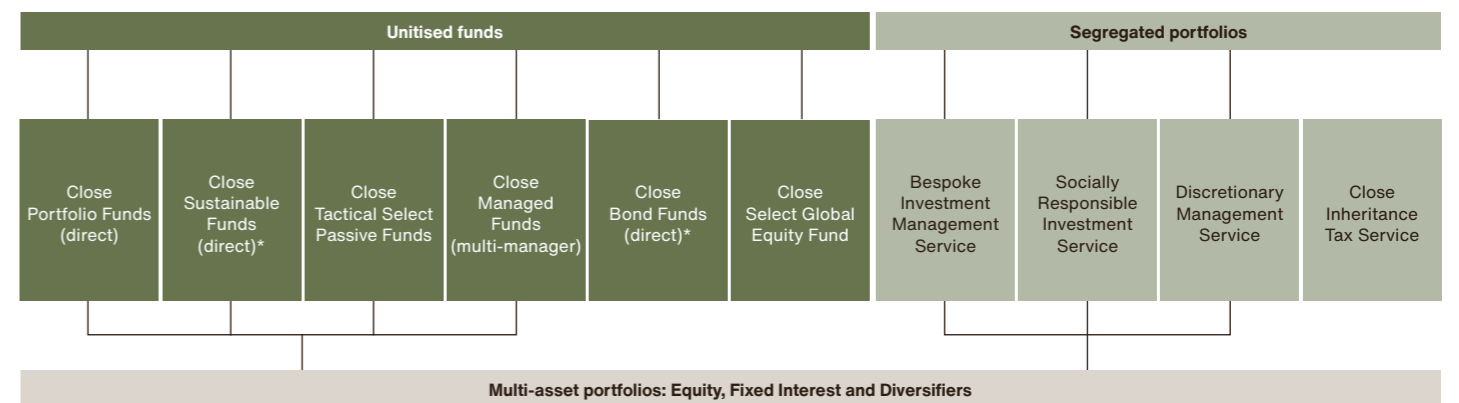 Unitised funds
Segregated portfolios
Close
Portfolio Funds
(direct)
Close
Sustainable
Funds
(direct)*
Close
Tactical Select
Passive Funds
Close
Managed
Funds
(multi-manager)
Close
Bond Funds
(direct)*
Close
Select Global
Equity Fund
Bespoke
Investment
Management
Service
Socially
Responsible
Investment
Service
Discretionary
Management
Service
Close
Inheritance
Tax Service
Multi-asset portfolios: Equity, Fixed Interest and Diversifiers